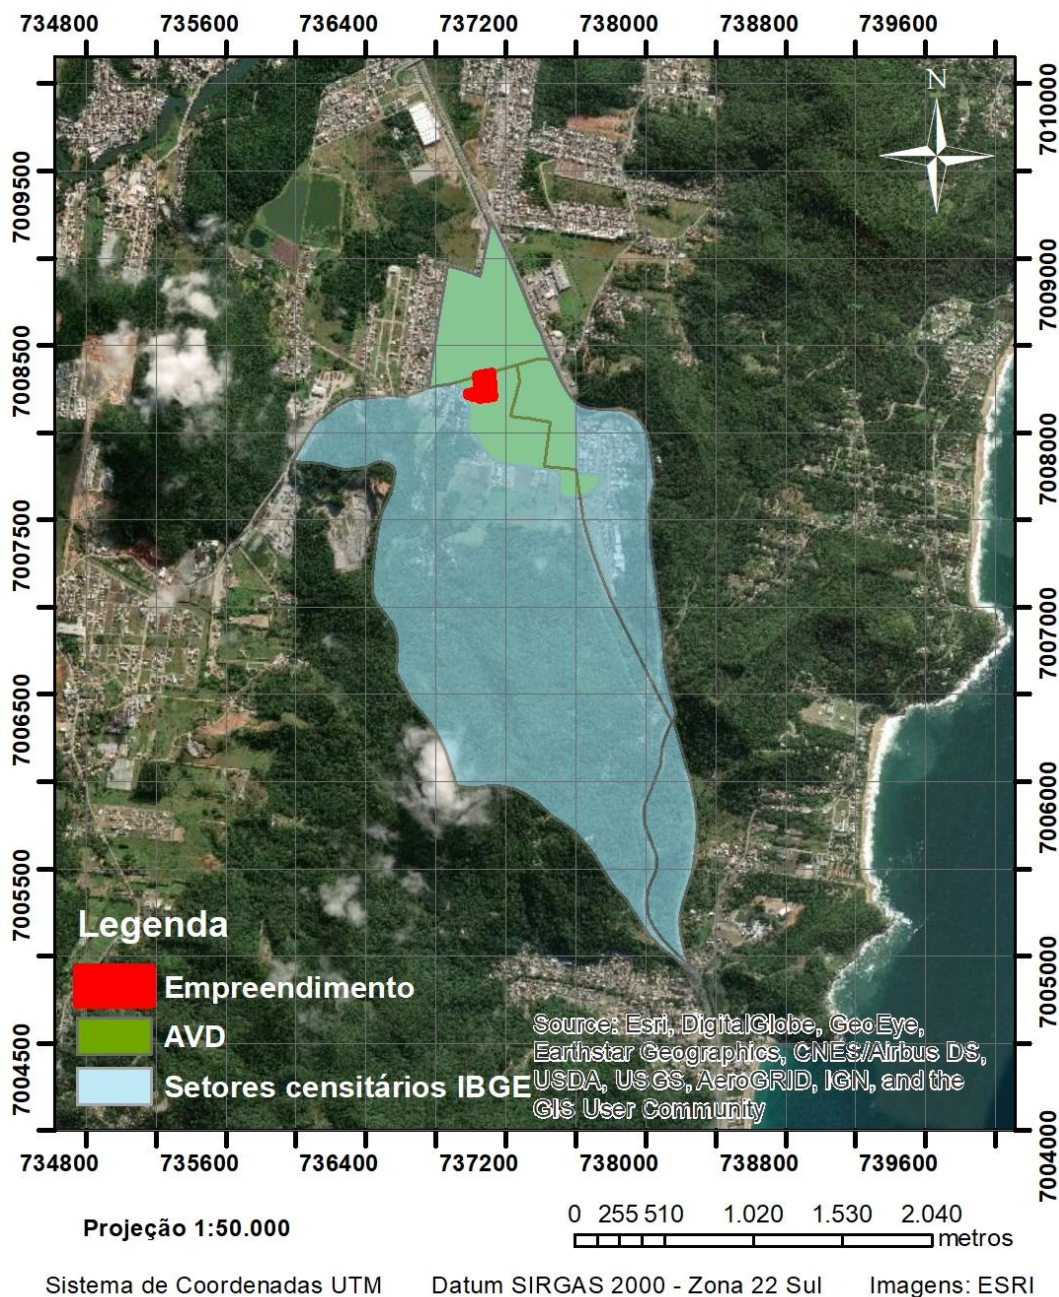 734800 735600 736400 737200 738000 738800 739600
N
7010000
7009500
7009000
7008500
7008000
7007500
7007000
7006500
7006000
7005500
7005000
7004500
7004000
Legenda
Empreendimento
AVD
Setores censitários IBGE
Source: Esri, DigitalGlobe, GeoEye,
Earthstar Geographics, CNES/Airbus DS,
USDA, USGS, AeroGRID, IGN, and the
GIS User Community
734800 735600 736400 737200 738000 738800 739600
Projeção 1:50.000
0 255 510 1.020 1.530 2.040
metros
Sistema de Coordenadas UTM Datum SIRGAS 2000 - Zona 22 Sul Imagens: ESRI